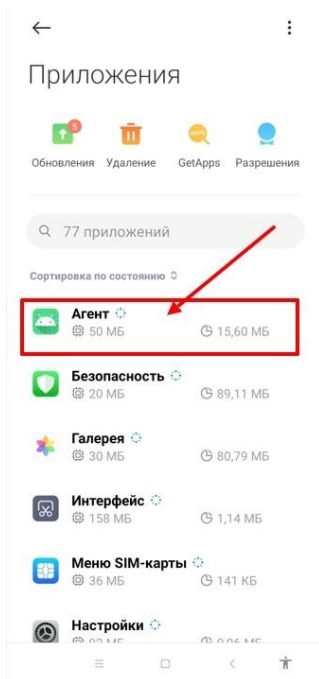 Приложения
5
Обновления Удаление GetApps Разрешения
77 приложений
Сортировка по состоянию
Агент
50 МБ 15,60 МБ
Безопасность
20 МБ 89,11 МБ
Галерея
30 МБ 80,79 МБ
Интерфейс
158 МБ 1,14 МБ
Меню SIM-карты
36 МБ 141 КБ
Настройки